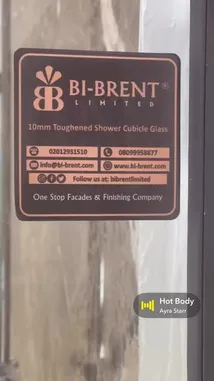 BI-BRENT®
LIMITED
10mm Toughened Shower Cubicle Glass
02012931510 08099958877
info@bi-brent.com www.bi-brent.com
Follow us at: bibrentlimited
One Stop Facades & Finishing Company
Hot Body
Ayra Starr